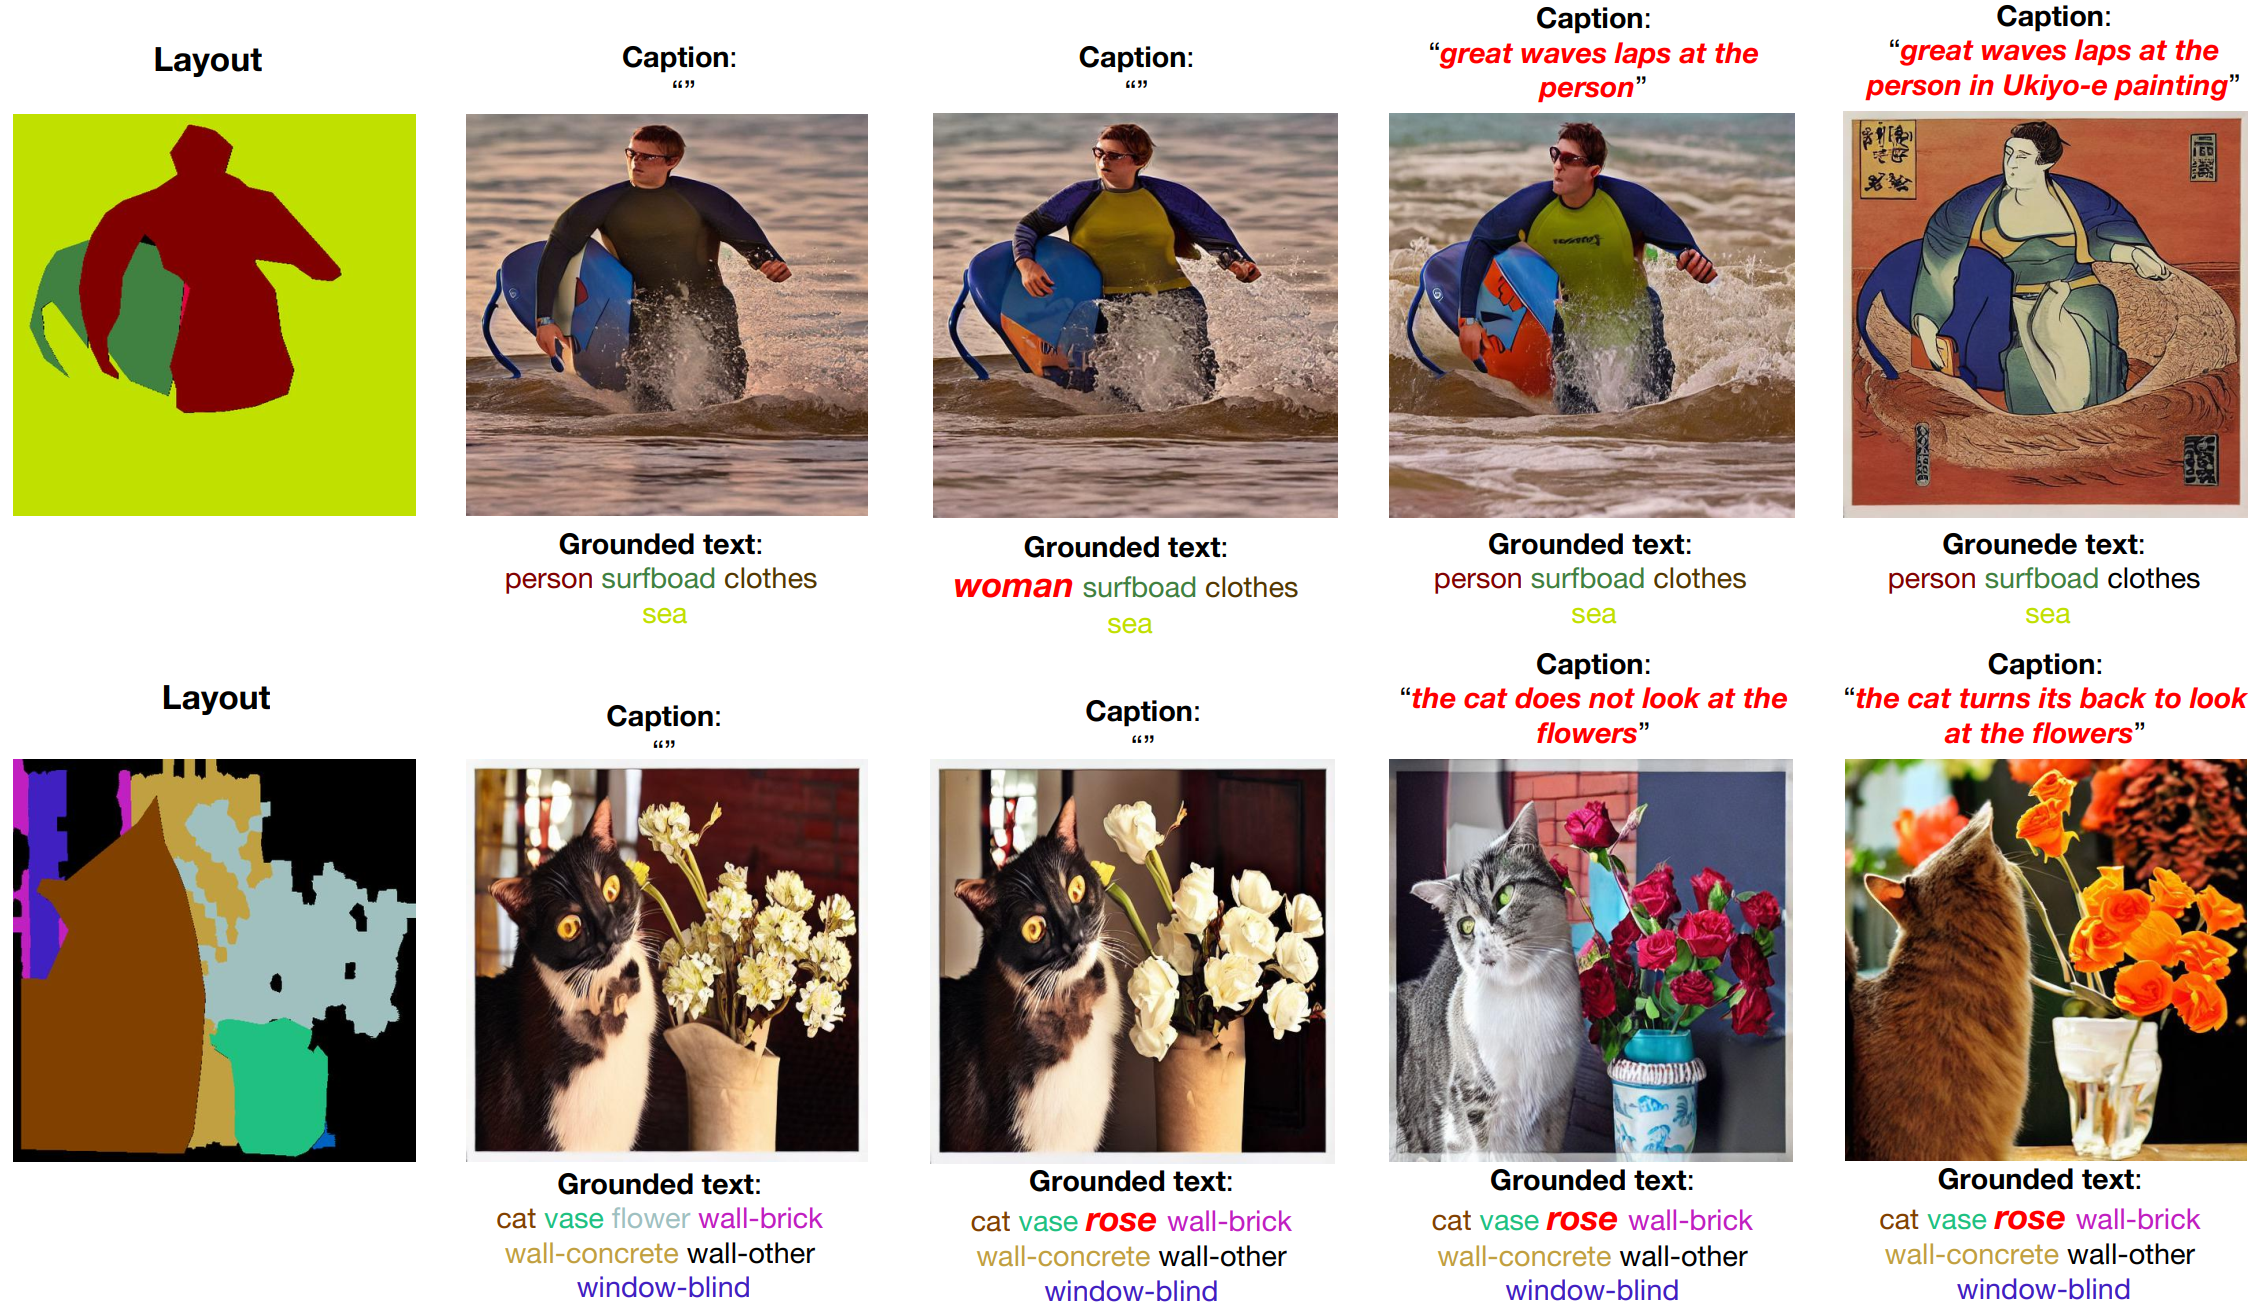 Layout
Caption:
“”
Caption:
“”
Caption:
“great waves laps at the
person”
Caption:
“great waves laps at the
person in Ukiyo-e painting”
Grounded text:
person surfboad clothes
sea
Grounded text:
woman surfboad clothes
sea
Grounded text:
person surfboad clothes
sea
Grounede text:
person surfboad clothes
sea
Layout
Caption:
“”
Caption:
“”
Caption:
“the cat does not look at the
flowers”
Caption:
“the cat turns its back to look
at the flowers”
Grounded text:
cat vase flower wall-brick
wall-concrete wall-other
window-blind
Grounded text:
cat vase rose wall-brick
wall-concrete wall-other
window-blind
Grounded text:
cat vase rose wall-brick
wall-concrete wall-other
window-blind
Grounded text:
cat vase rose wall-brick
wall-concrete wall-other
window-blind